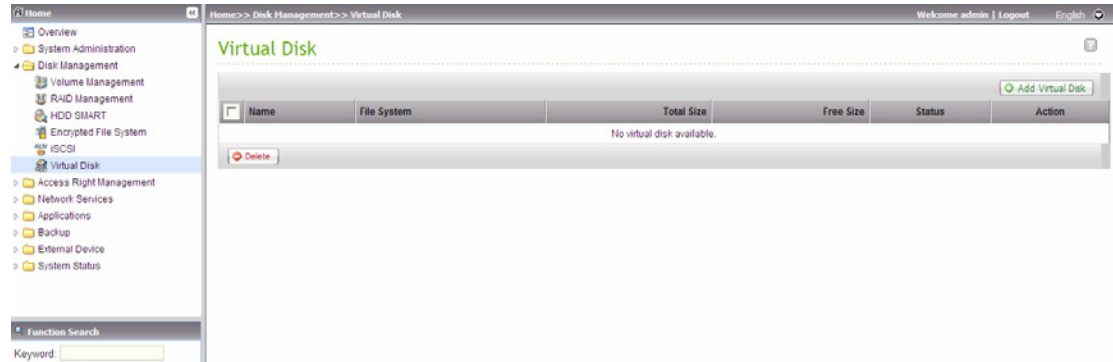 Home
Home>> Disk Management>> Virtual Disk
Welcome admin | Logout English
Overview
System Administration
Disk Management
Volume Management
RAID Management
HDD SMART
Encrypted File System
iSCSI
Virtual Disk
Access Right Management
Network Services
Applications
Backup
External Device
System Status
Function Search
Keyword:
Virtual Disk
?
Add Virtual Disk
Name File System Total Size Free Size Status Action
No virtual disk available.
Delete